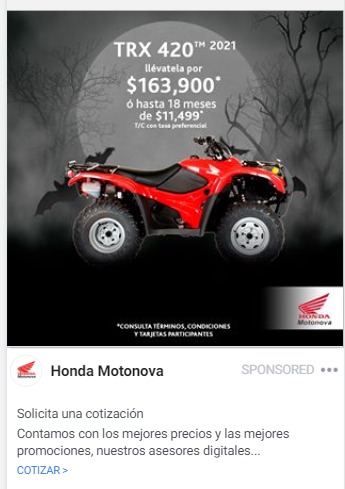 TRX 420™ 2021
llévatela por
$163,900*
ó hasta 18 meses
de $11,499*
T/C con tasa preferencial
HONDA
Motonova
*CONSULTA TÉRMINOS, CONDICIONES
Y TARJETAS PARTICIPANTES
HONDA
Motonova
Honda Motonova
SPONSORED
Solicita una cotización
Contamos con los mejores precios y las mejores
promociones, nuestros asesores digitales...
COTIZAR >